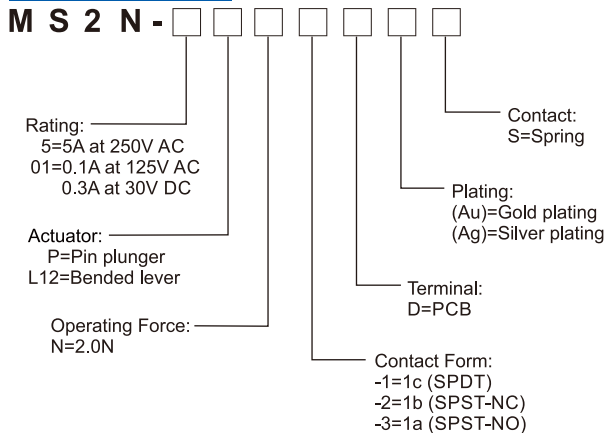 MS2N-
Rating:
5=5A at 250V AC
01=0.1A at 125V AC
0.3A at 30V DC
Actuator:
P=Pin plunger
L12=Bended lever
Operating Force:
N=2.0N
Contact Form:
-1=1c (SPDT)
-2=1b (SPST-NC)
-3=1a (SPST-NO)
Terminal:
D=PCB
Plating:
(Au)=Gold plating
(Ag)=Silver plating
Contact:
S=Spring